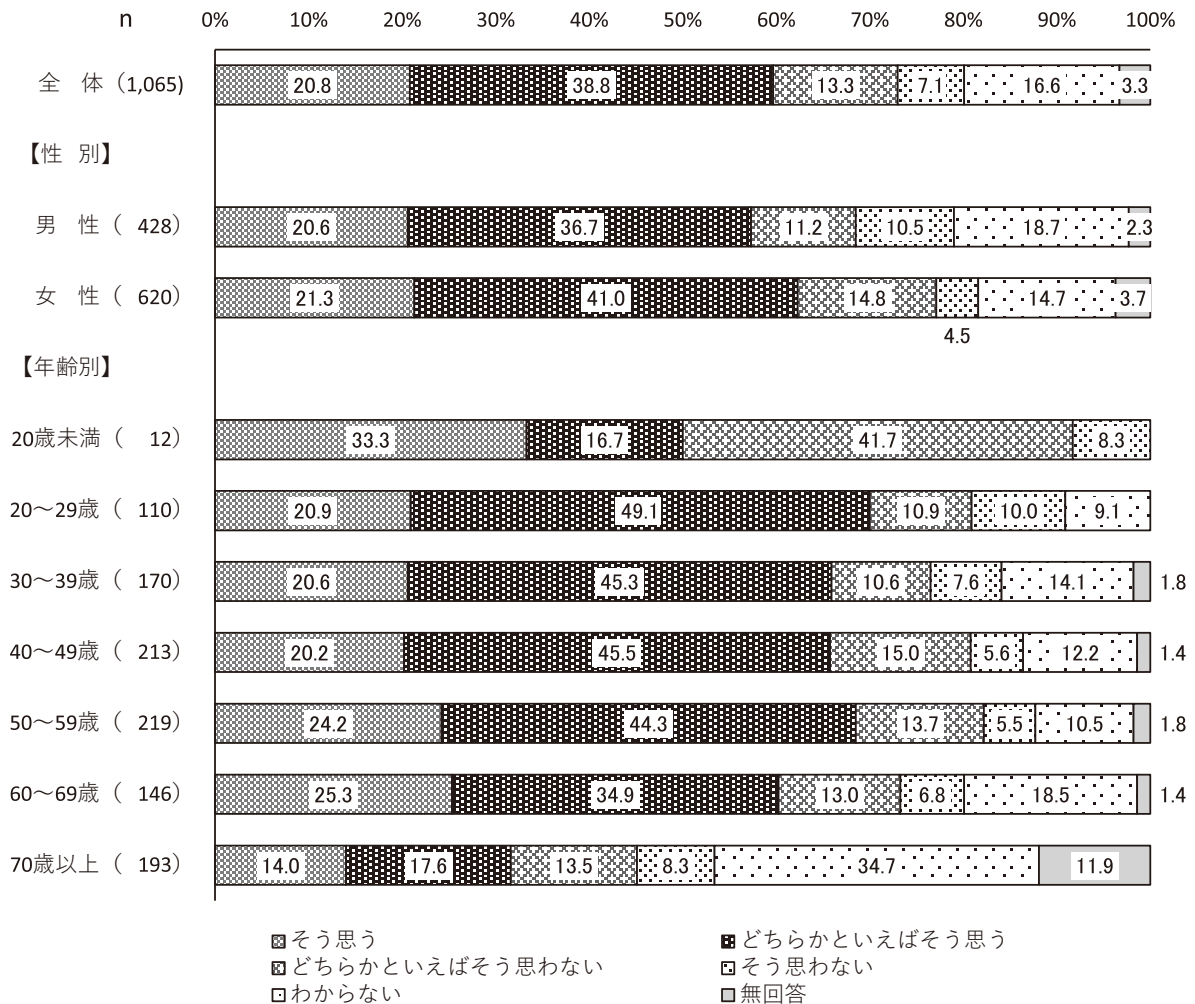 n 0% 10% 20% 30% 40% 50% 60% 70% 80% 90% 100%
全 体 (1,065) 20.8 38.8 13.3 7.1 16.6 3.3
【性 別】
男 性 ( 428) 20.6 36.7 11.2 10.5 18.7 2.3
女 性 ( 620) 21.3 41.0 14.8 14.7 3.7
4.5
【年齢別】
20歳未満 ( 12) 33.3 16.7 41.7 8.3
20～29歳 ( 110) 20.9 49.1 10.9 10.0 9.1
30～39歳 ( 170) 20.6 45.3 10.6 7.6 14.1 1.8
40～49歳 ( 213) 20.2 45.5 15.0 5.6 12.2 1.4
50～59歳 ( 219) 24.2 44.3 13.7 5.5 10.5 1.8
60～69歳 ( 146) 25.3 34.9 13.0 6.8 18.5 1.4
70歳以上 ( 193) 14.0 17.6 13.5 8.3 34.7 11.9
そう思う どちらかといえばそう思う
どちらかといえばそう思わない そう思わない
わからない 無回答